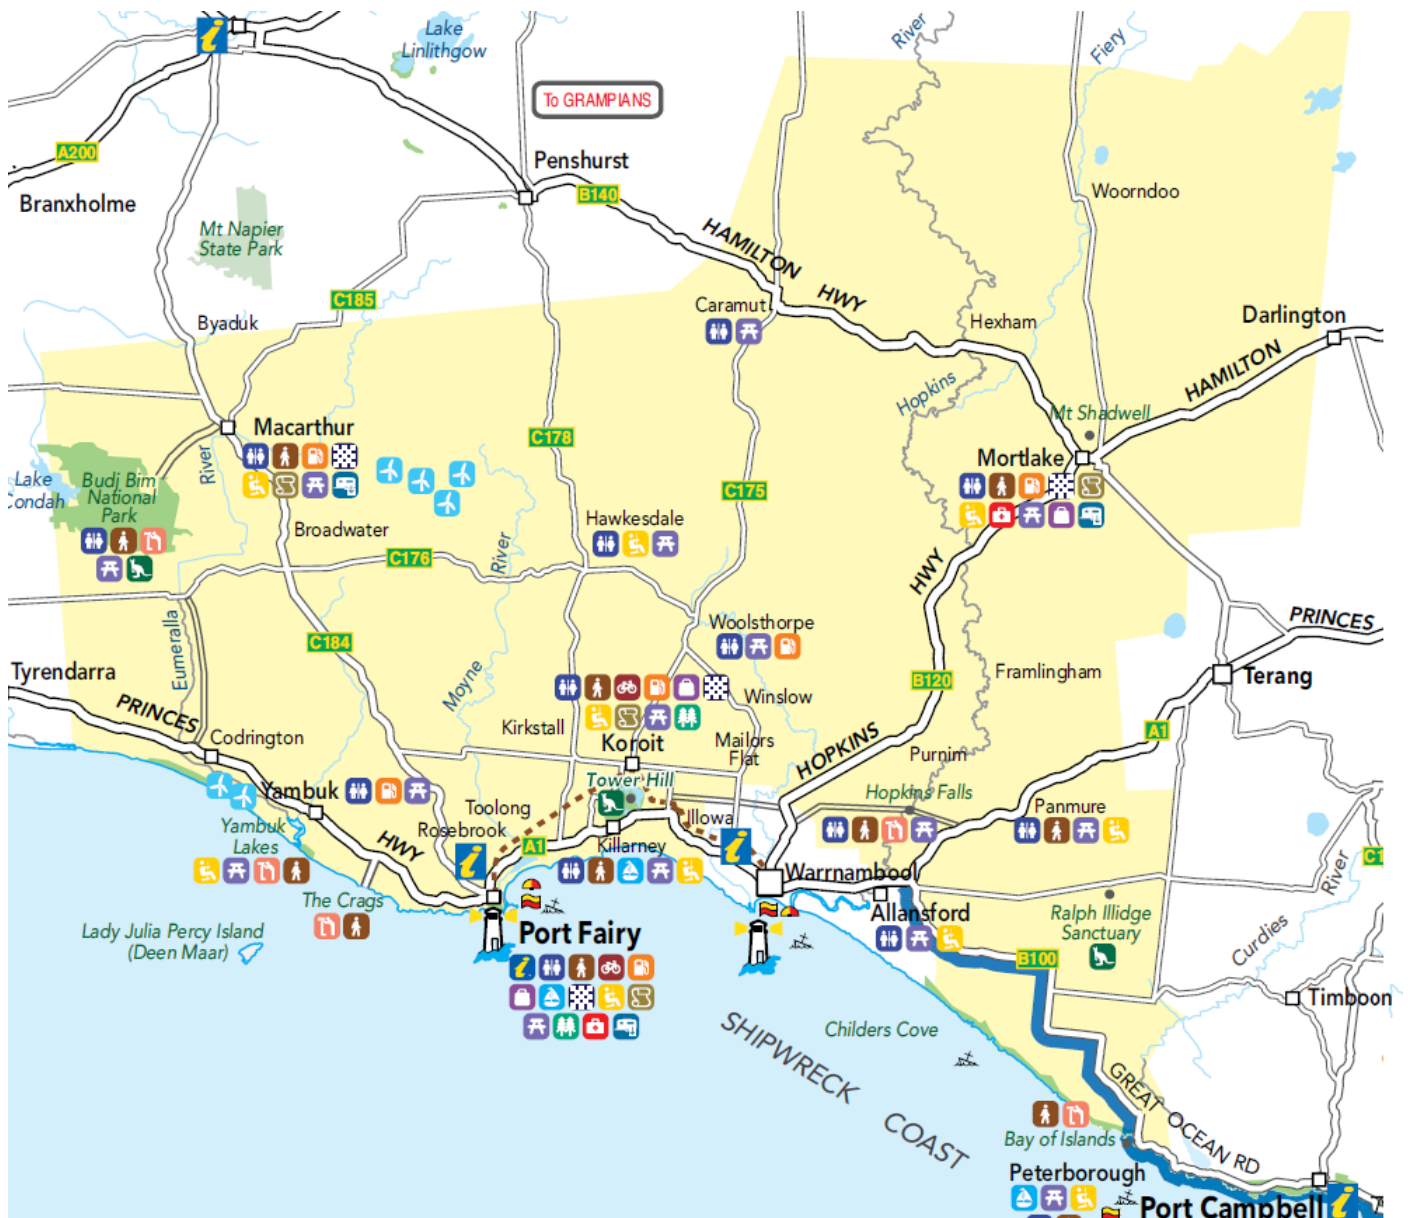 Lake
Linlithgow
River
Fiery
To GRAMPIANS
A200
Penshurst
B140
Branxholme
Woorndoo
Mt Napier
State Park
HAMILTON
HWY
C185
Byaduk
Caramut
Hexham
Darlington
HAMILTON
Hopkins
Mt Shadwell
Macarthur
C178
River
Lake
Condah
Budj Bim
National
Park
C175
Mortlake
Hawkesdale
Broadwater
River
C176
HWY
Eumeralla
Woolsthorpe
PRINCES
C184
Tyrendarra
Moyne
Framlingham
Terang
B120
PRINCES
Winslow
Kirkstall
Codrington
Koroit
Mailors
Flat
HOPKINS
Purnim
A1
Tower Hill
Hopkins Falls
Yambuk
Toolong
Rosebrook
Illowa
Panmure
Yambuk
Lakes
HWY
A1
Killarney
i
i
Warrnambool
C1
River
The Crags
Allansford
Ralph Illidge
Sanctuary
Lady Julia Percy Island
(Deen Maar)
Port Fairy
Curdies
B100
Timboon
SHIPWRECK
COAST
Childers Cove
GREAT OCEAN RD
Bay of Islands
Peterborough
Port Campbell
i